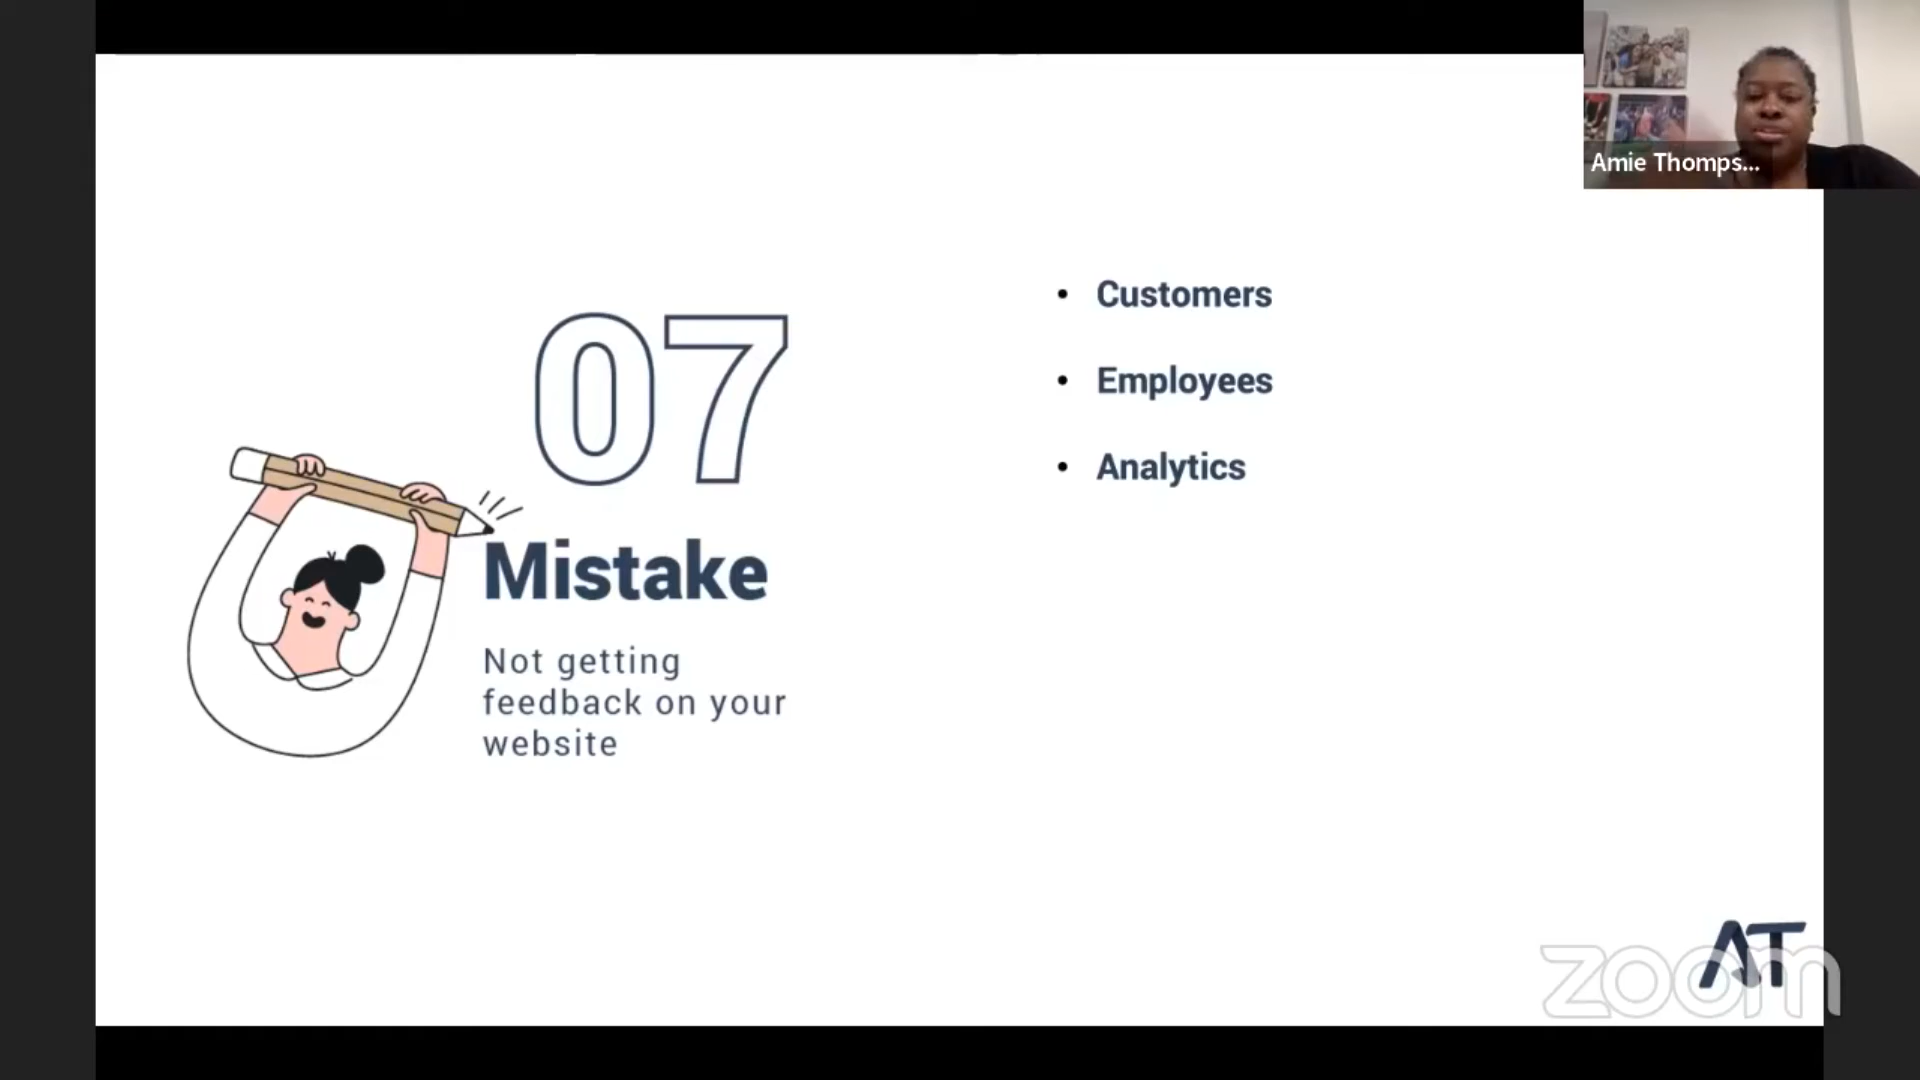 Amie Thomps...
07
Mistake
Not getting
feedback on your
website
• Customers
• Employees
• Analytics
AT
zoom